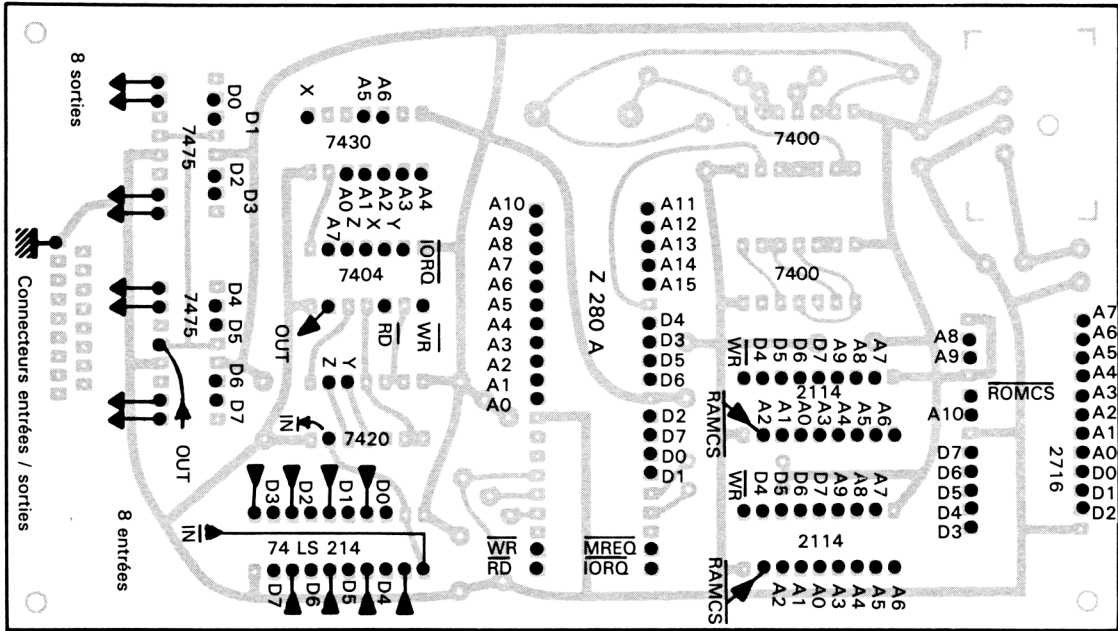 8 sorties
D0
D1
7475
D2
D3
X
A5
A6
7430
A0
A1
A2
A3
A4
Z
X
Y
A7
7404
IORQ
OUT
RD
WR
Connecteurs entrées / sorties
D4
7475
D5
D6
D7
OUT
Z
Y
IN
7420
D3
D2
D1
D0
IN
8 entrées
74 LS 214
D7
D6
D5
D4
A10
A9
A8
A7
A6
A5
A4
A3
A2
A1
A0
Z 280 A
A11
A12
A13
A14
A15
D4
D3
D5
D6
D2
D7
D0
D1
WR
RD
MREQ
IORQ
7400
7400
WR
D4
D5
D6
D7
A9
A8
A7
2114
RAMCS
A2
A1
A0
A3
A4
A5
A6
WR
D4
D5
D6
D7
A9
A8
A7
2114
RAMCS
A2
A1
A0
A3
A4
A5
A6
A8
A9
ROMCS
A10
D7
D6
D5
D4
D3
2716
A7
A6
A5
A4
A3
A2
A1
A0
D0
D1
D2